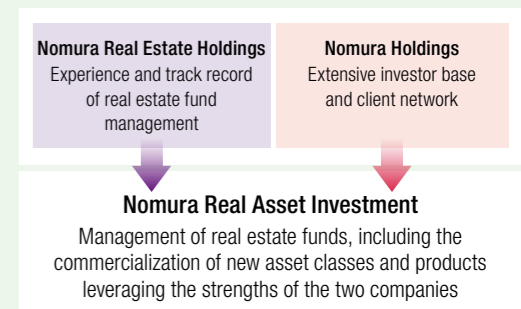 Nomura Real Estate Holdings
Experience and track record
of real estate fund
management
Nomura Holdings
Extensive investor base
and client network
Nomura Real Asset Investment
Management of real estate funds, including the
commercialization of new asset classes and products
leveraging the strengths of the two companies